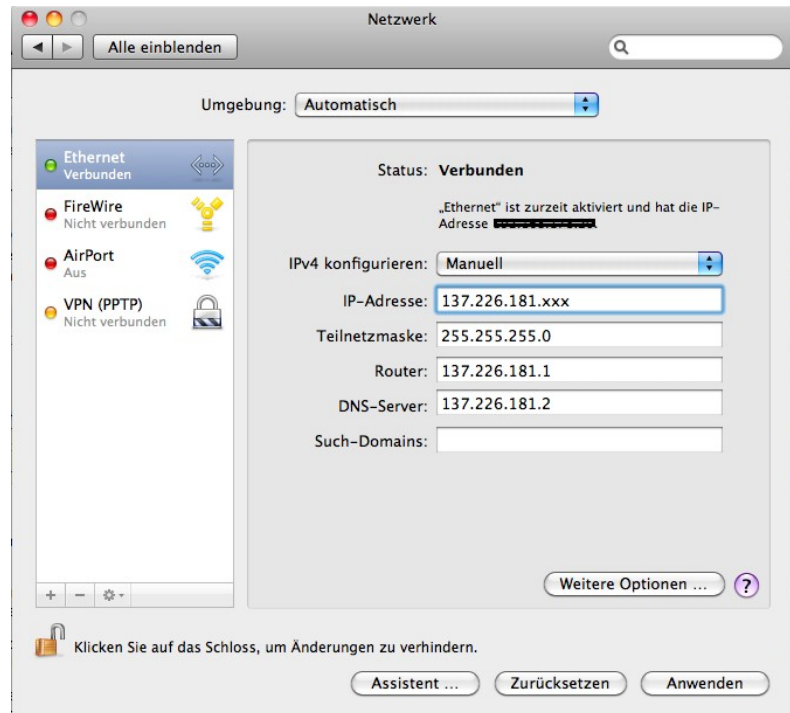 Netzwerk
Alle einblenden
Umgebung: Automatisch
Ethernet
Verbunden
FireWire
Nicht verbunden
AirPort
Aus
VPN (PPTP)
Nicht verbunden
Status: Verbunden
„Ethernet“ ist zurzeit aktiviert und hat die IP-
Adresse
IPv4 konfigurieren: Manuell
IP-Adresse: 137.226.181.xxx
Teilnetzmaske: 255.255.255.0
Router: 137.226.181.1
DNS-Server: 137.226.181.2
Such-Domains:
Weitere Optionen ... ?
+ −
Klicken Sie auf das Schloss, um Änderungen zu verhindern.
Assistent ... Zurücksetzen Anwenden